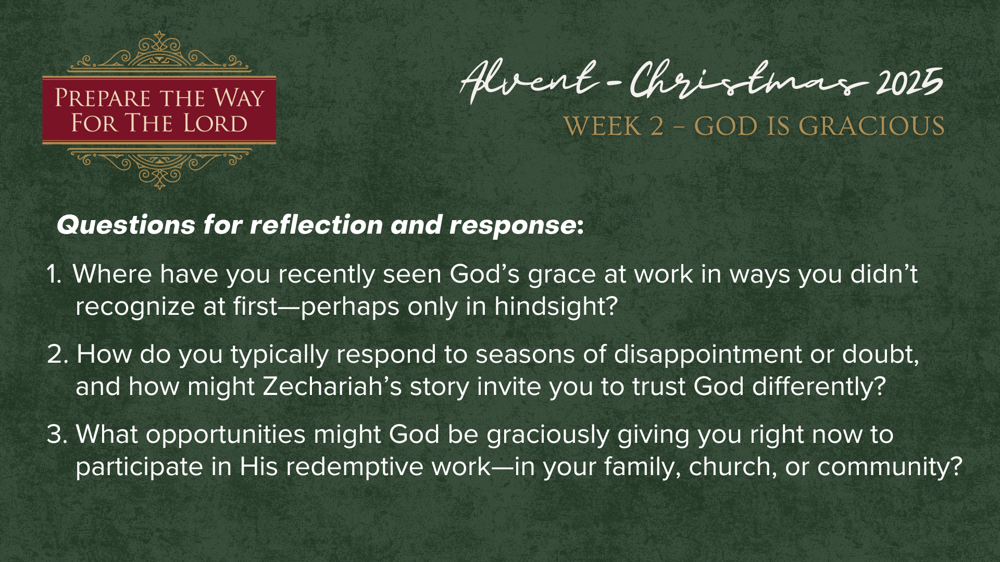 PREPARE THE WAY
FOR THE LORD
Advent - Christmas 2025
WEEK 2 – GOD IS GRACIOUS
Questions for reflection and response:
1. Where have you recently seen God’s grace at work in ways you didn’t
recognize at first—perhaps only in hindsight?
2. How do you typically respond to seasons of disappointment or doubt,
and how might Zechariah’s story invite you to trust God differently?
3. What opportunities might God be graciously giving you right now to
participate in His redemptive work—in your family, church, or community?